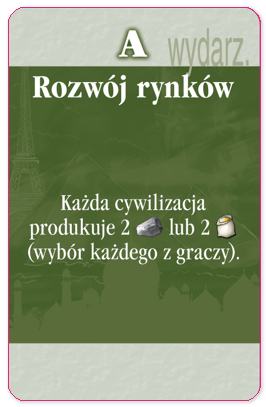 A
wydarz.
Rozwój rynków
Każda cywilizacja
produkuje 2 lub 2
(wybór każdego z graczy).